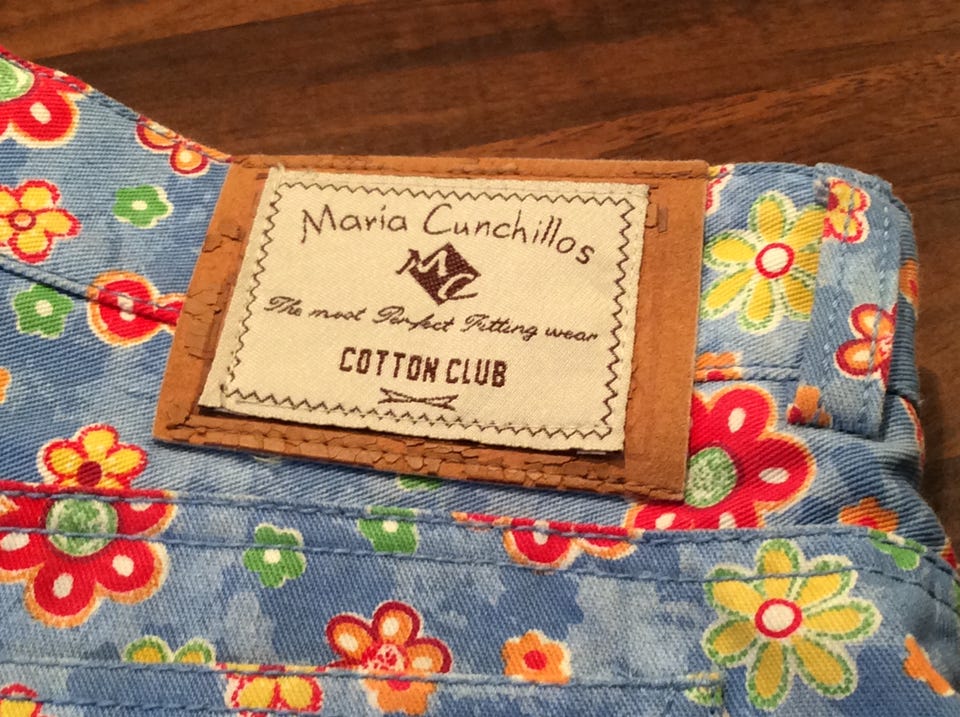 Maria Cunchillos
MC
The most Perfect Fitting wear
COTTON CLUB